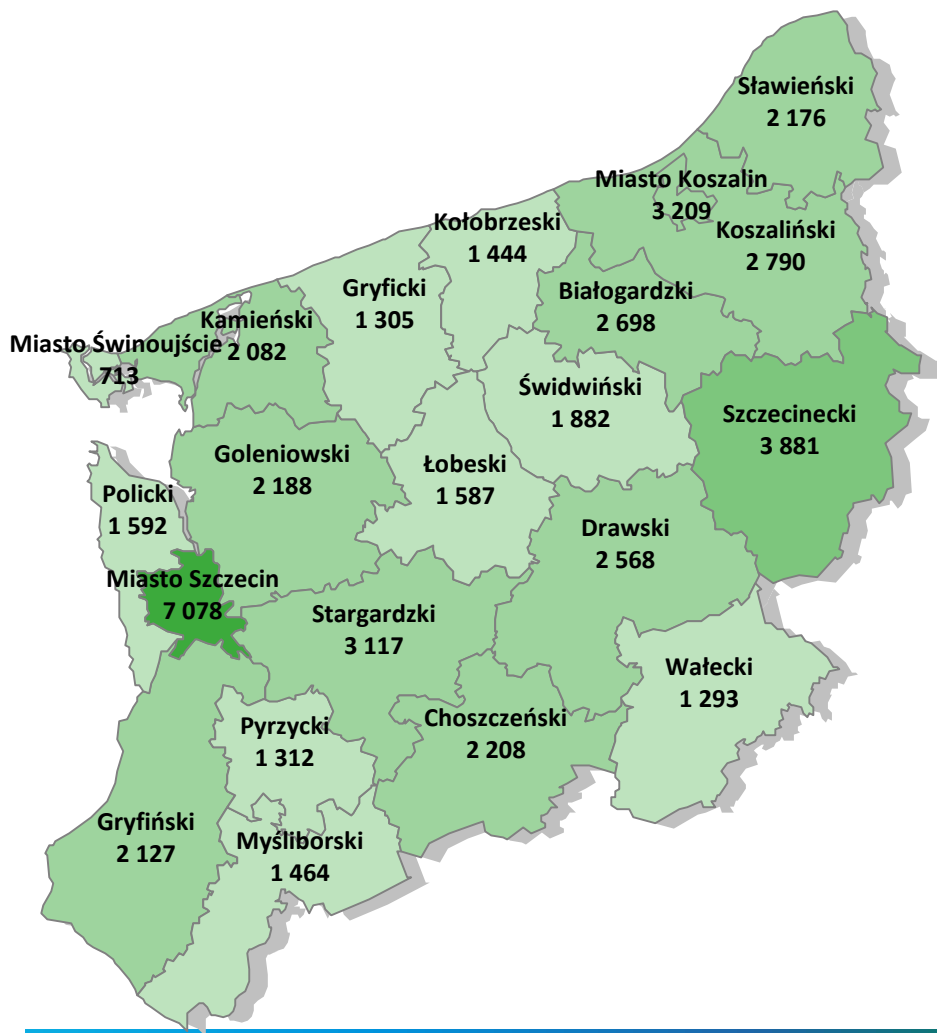 Sławieński
2 176
Miasto Koszalin
3 209
Koszaliński
2 790
Kołobrzeski
1 444
Białogardzki
2 698
Gryficki
1 305
Kamieński
2 082
Miasto Świnoujście
713
Świdwiński
1 882
Szczecinecki
3 881
Goleniowski
2 188
Łobeski
1 587
Policki
1 592
Drawski
2 568
Miasto Szczecin
7 078
Stargardzki
3 117
Wałecki
1 293
Choszczeński
2 208
Pyrzycki
1 312
Gryfiński
2 127
Myśliborski
1 464